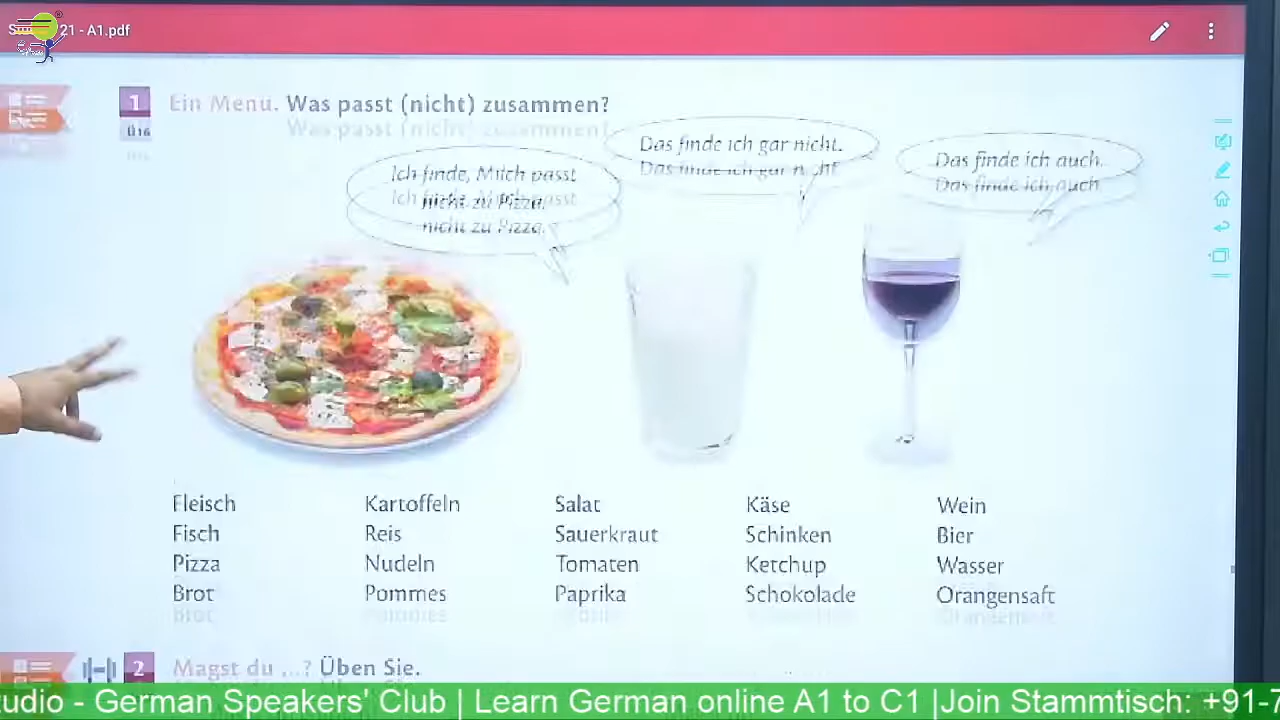 21 - A1.pdf
1 Ein Menu. Was passt (nicht) zusammen?
Ü16
Ich finde, Milch passt
nicht zu Pizza.
Das finde ich gar nicht.
Das finde ich auch.
Fleisch Kartoffeln Salat Käse Wein
Fisch Reis Sauerkraut Schinken Bier
Pizza Nudeln Tomaten Ketchup Wasser
Brot Pommes Paprika Schokolade Orangensaft
2 Magst du ...? Üben Sie.
tudio - German Speakers' Club | Learn German online A1 to C1 |Join Stammtisch: +91-7